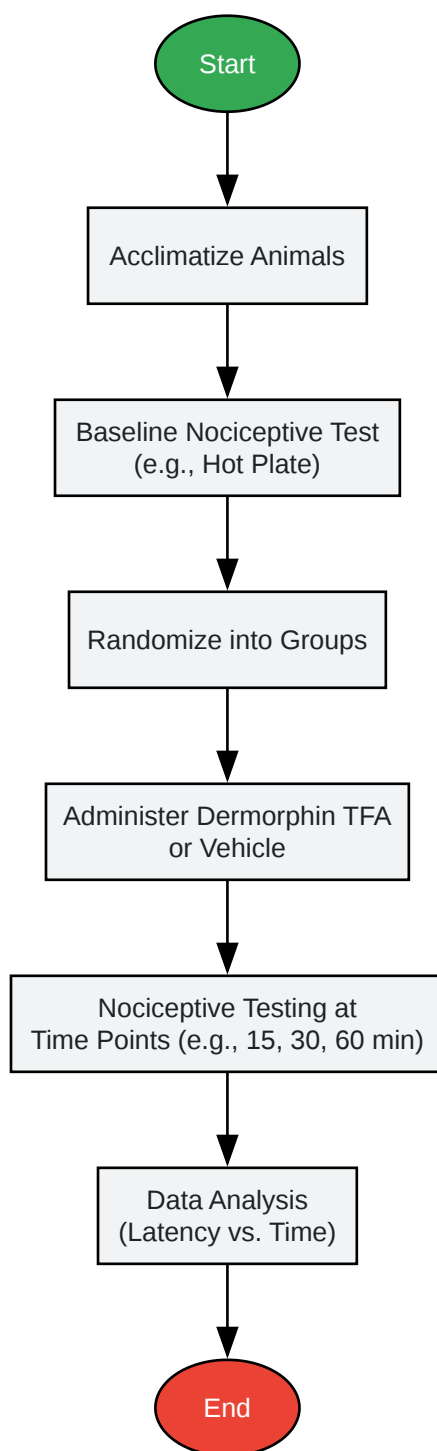 Start
Acclimatize Animals
Baseline Nociceptive Test
(e.g., Hot Plate)
Randomize into Groups
Administer Dermorphin TFA
or Vehicle
Nociceptive Testing at
Time Points (e.g., 15, 30, 60 min)
Data Analysis
(Latency vs. Time)
End